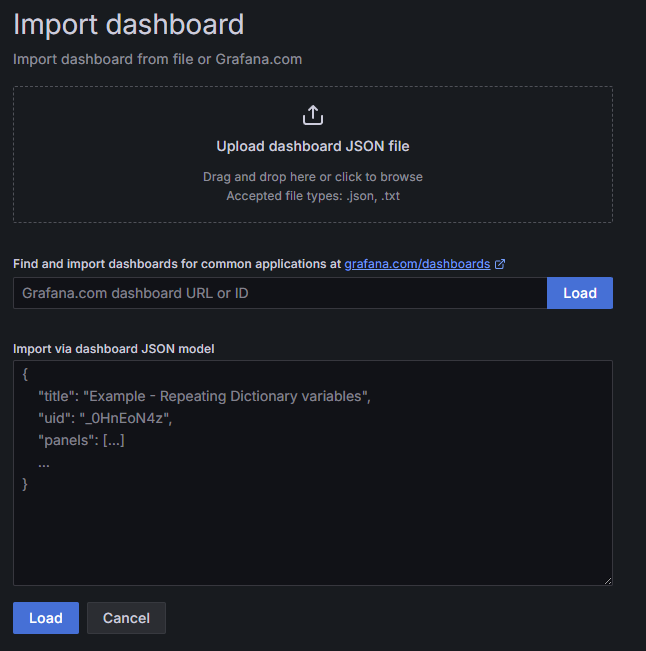 Import dashboard
Import dashboard from file or Grafana.com
Upload dashboard JSON file
Drag and drop here or click to browse
Accepted file types: .json, .txt
Find and import dashboards for common applications at grafana.com/dashboards
Grafana.com dashboard URL or ID
Load
Import via dashboard JSON model
{
    "title": "Example - Repeating Dictionary variables",
    "uid": "_0HnEoN4z",
    "panels": [...]
    ...
}
Load
Cancel